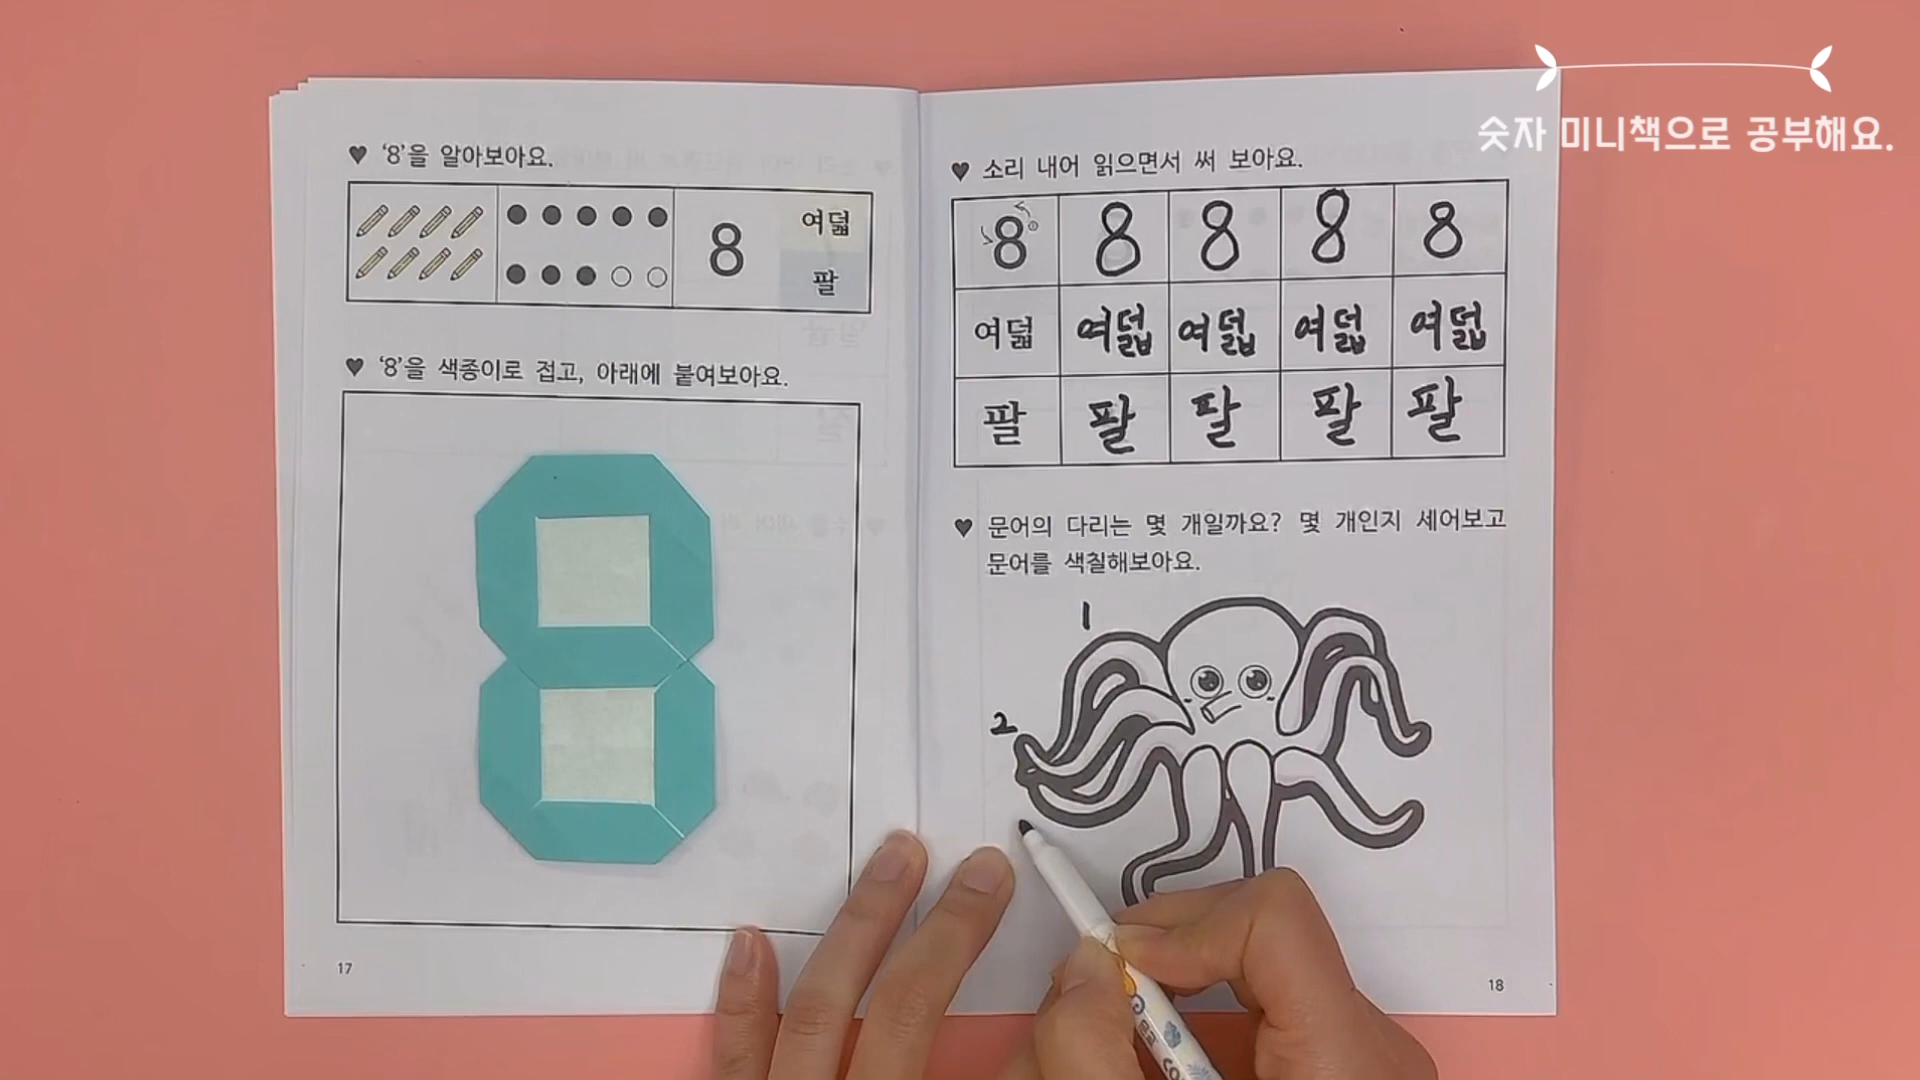 숫자 미니책으로 공부해요.
♥ '8'을 알아보아요.
8 여덟
팔
♥ '8'을 색종이로 접고, 아래에 붙여보아요.
17
♥ 소리 내어 읽으면서 써 보아요.
8 8 8 8 8
여덟 여덟 여덟 여덟 여덟
팔 팔 팔 팔 팔
♥ 문어의 다리는 몇 개일까요? 몇 개인지 세어보고
문어를 색칠해보아요.
1
2
18